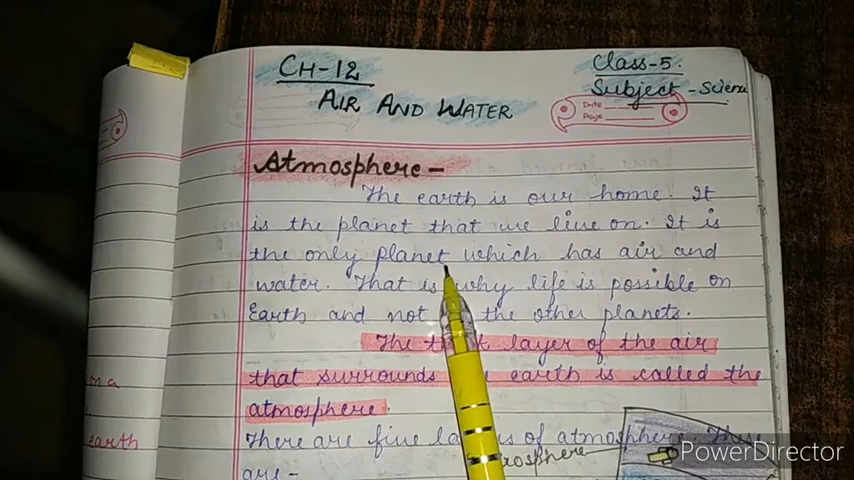 CH-12
Class-5.
Subject - Scien
AIR AND WATER
Date
Page
Atmosphere -
The earth is our home. It
is the planet that we live on. It is
the only planet which has air and
water. That is why life is possible on
Earth and not the other planets.
The layer of the air
that surrounds earth is called the
atmosphere.
There are five of atmosphere. They
are -
earth
PowerDirector